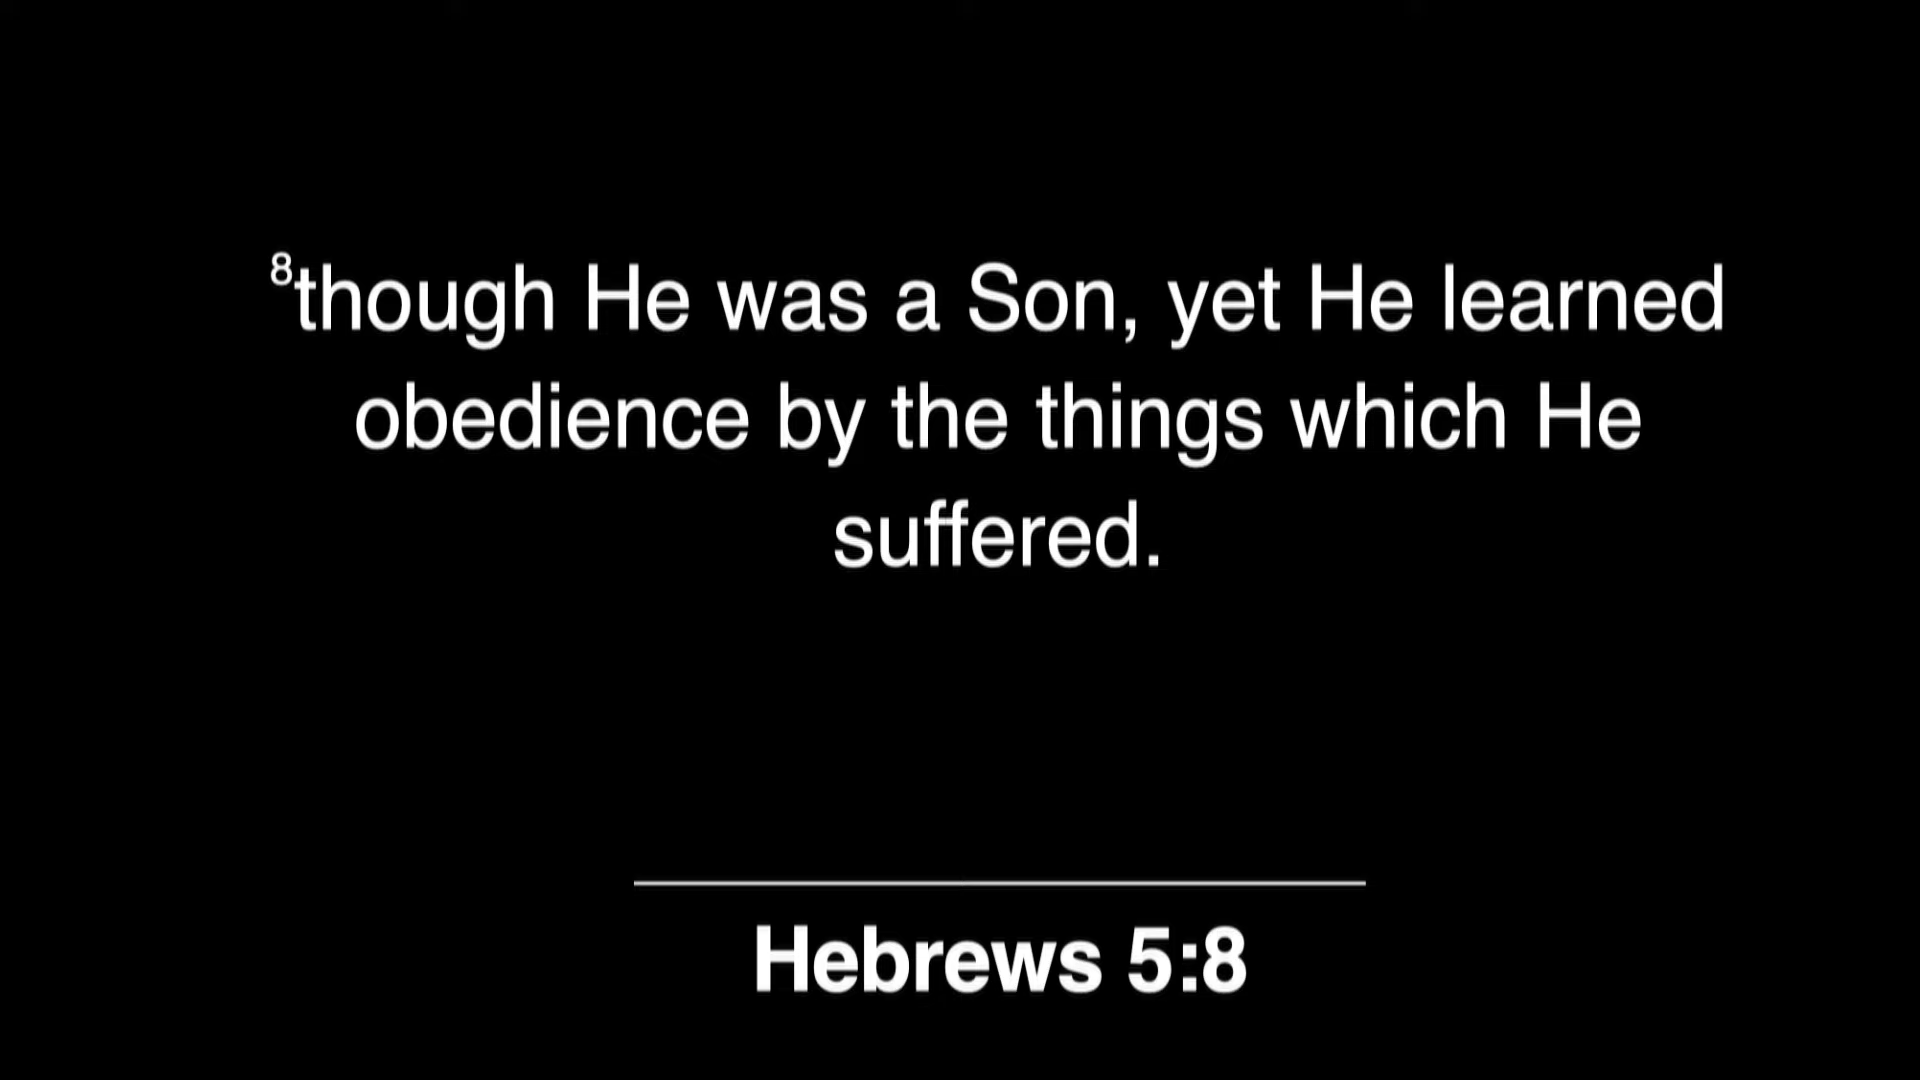 ⁸though He was a Son, yet He learned
obedience by the things which He
suffered.
Hebrews 5:8